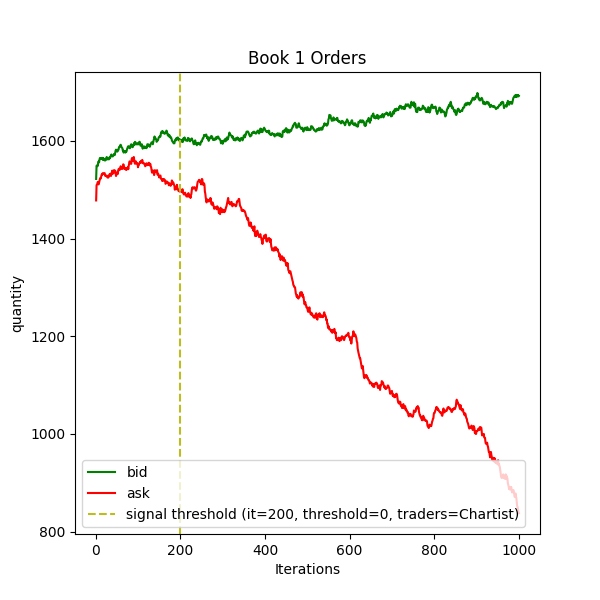 Book 1 Orders
quantity
1600
1400
1200
1000
800
bid
ask
signal threshold (it=200, threshold=0, traders=Chartist)
0 200 400 600 800 1000
Iterations